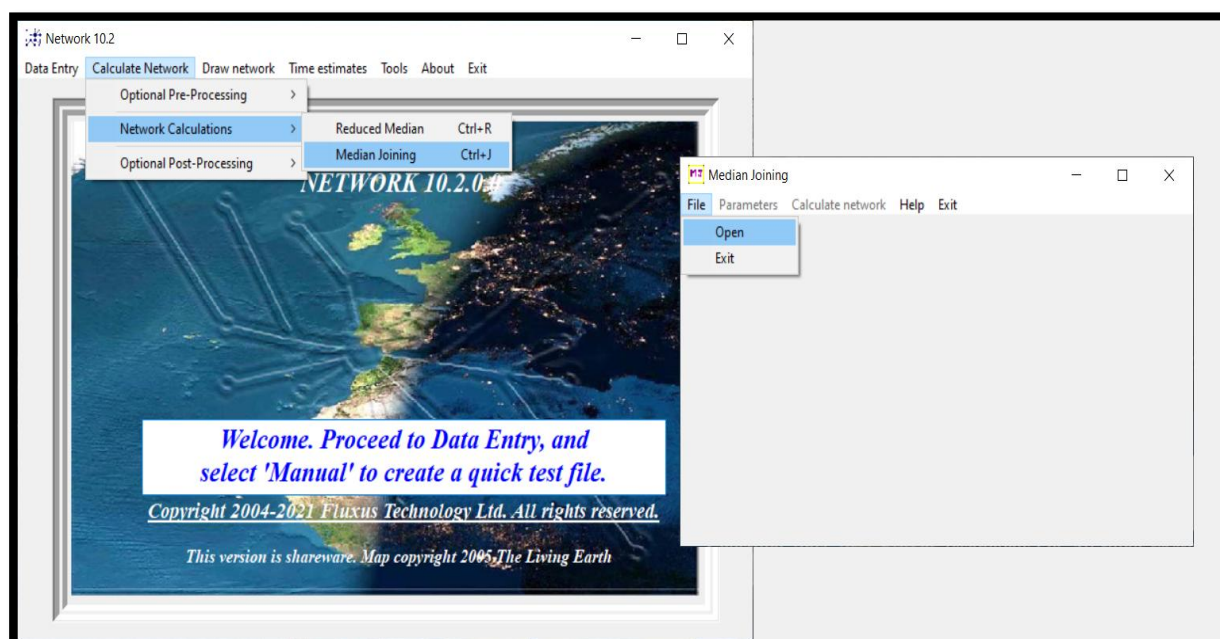 Network 10.2
Data Entry Calculate Network Draw network Time estimates Tools About Exit
Optional Pre-Processing >
Network Calculations > Reduced Median Ctrl+R
Median Joining Ctrl+J
Optional Post-Processing >
NETWORK 10.2.0.0
Welcome. Proceed to Data Entry, and
select 'Manual' to create a quick test file.
Copyright 2004-2021 Fluxus Technology Ltd. All rights reserved.
This version is shareware. Map copyright 2005 The Living Earth
MJ Median Joining
File Parameters Calculate network Help Exit
Open
Exit